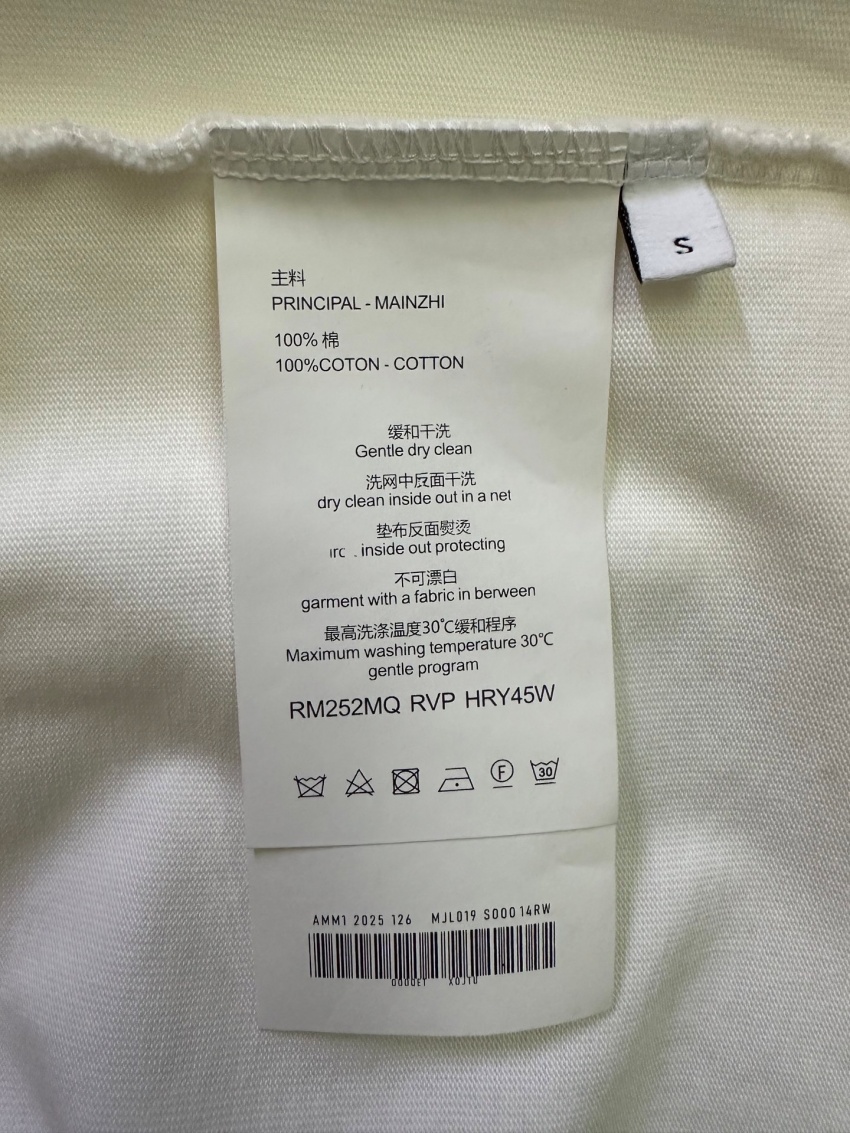 S
主料
PRINCIPAL - MAINZHI
100% 棉
100%COTON - COTTON
缓和干洗
Gentle dry clean
洗网中反面干洗
dry clean inside out in a net
垫布反面熨烫
inside out protecting
不可漂白
garment with a fabric in berween
最高洗涤温度30℃缓和程序
Maximum washing temperature 30℃
gentle program
RM252MQ RVP HRY45W
F
30
AMM1 2025 126 MJL019 S000 14RW